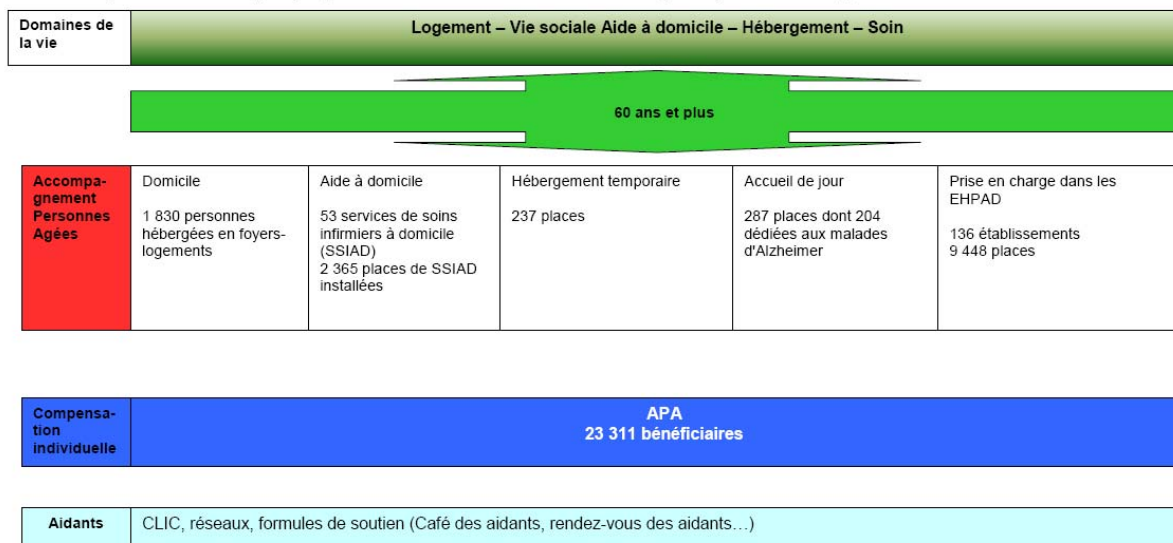 Domaines de
la vie
Logement – Vie sociale Aide à domicile – Hébergement – Soin
60 ans et plus
Accompa-
gnement
Personnes
Agées
Domicile
1 830 personnes
hébergées en foyers-
logements
Aide à domicile
53 services de soins
infirmiers à domicile
(SSIAD)
2 365 places de SSIAD
installées
Hébergement temporaire
237 places
Accueil de jour
287 places dont 204
dédiées aux malades
d'Alzheimer
Prise en charge dans les
EHPAD
136 établissements
9 448 places
Compensa-
tion
individuelle
APA
23 311 bénéficiaires
Aidants
CLIC, réseaux, formules de soutien (Café des aidants, rendez-vous des aidants…)